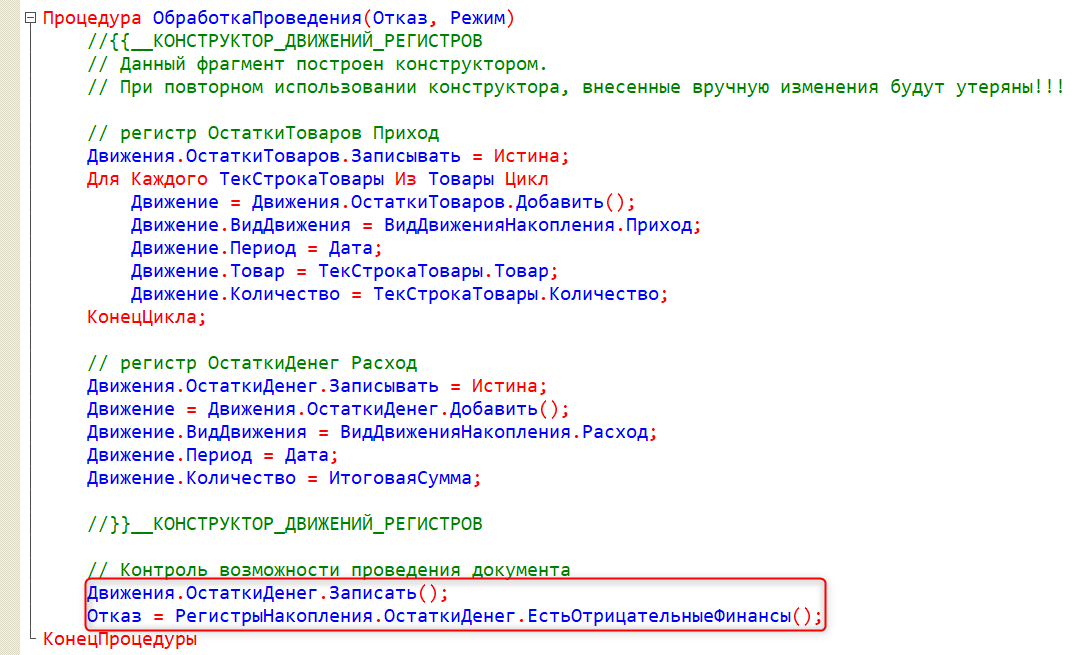 Процедура ОбработкаПроведения(Отказ, Режим)
//{{__КОНСТРУКТОР_ДВИЖЕНИЙ_РЕГИСТРОВ
// Данный фрагмент построен конструктором.
// При повторном использовании конструктора, внесенные вручную изменения будут утеряны!!!
// регистр ОстаткиТоваров Приход
Движения.ОстаткиТоваров.Записывать = Истина;
Для Каждого ТекСтрокаТовары Из Товары Цикл
Движение = Движения.ОстаткиТоваров.Добавить();
Движение.ВидДвижения = ВидДвиженияНакопления.Приход;
Движение.Период = Дата;
Движение.Товар = ТекСтрокаТовары.Товар;
Движение.Количество = ТекСтрокаТовары.Количество;
КонецЦикла;
// регистр ОстаткиДенег Расход
Движения.ОстаткиДенег.Записывать = Истина;
Движение = Движения.ОстаткиДенег.Добавить();
Движение.ВидДвижения = ВидДвиженияНакопления.Расход;
Движение.Период = Дата;
Движение.Количество = ИтоговаяСумма;
//}}__КОНСТРУКТОР_ДВИЖЕНИЙ_РЕГИСТРОВ
// Контроль возможности проведения документа
Движения.ОстаткиДенег.Записать();
Отказ = РегистрыНакопления.ОстаткиДенег.ЕстьОтрицательныеФинансы();
КонецПроцедуры